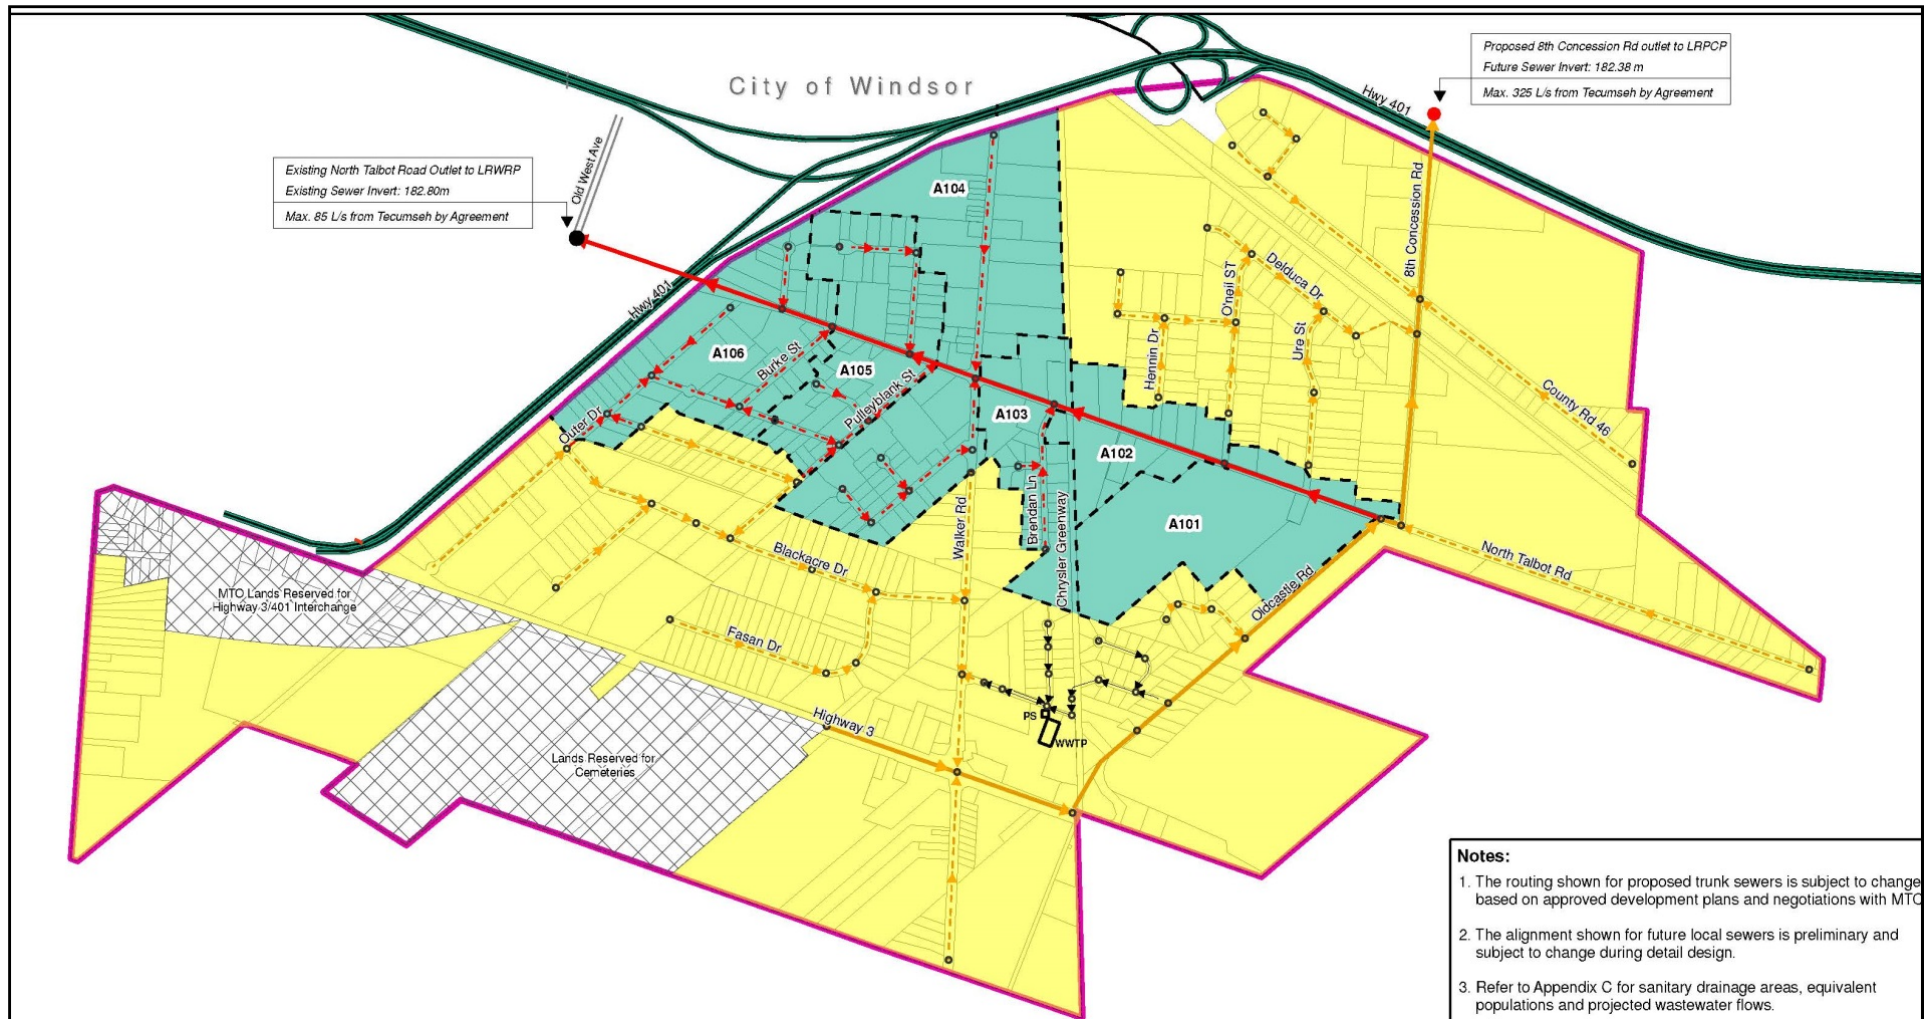 City of Windsor
Proposed 8th Concession Rd outlet to LRPCP
Future Sewer Invert: 182.38 m
Max. 325 L/s from Tecumseh by Agreement
Hwy 401
Existing North Talbot Road Outlet to LRWRP
Existing Sewer Invert: 182.80m
Max. 85 L/s from Tecumseh by Agreement
Old West Ave
A104
8th Concession Rd
Delduca Dr
O'neil ST
Hwy 401
Hennin Dr
Ure St
A106
Burke St
A105
Pulleyblank St
County Rd 46
A103
Outer Dr
A102
Brendan Ln
Chrysler Greenway
A101
Walker Rd
North Talbot Rd
Blackacre Dr
Oldcastle Rd
MTO Lands Reserved for
Highway 3/401 Interchange
Fasan Dr
Highway 3
PS
WWTP
Lands Reserved for
Cemeteries
Notes:
1. The routing shown for proposed trunk sewers is subject to change
based on approved development plans and negotiations with MTO
2. The alignment shown for future local sewers is preliminary and
subject to change during detail design.
3. Refer to Appendix C for sanitary drainage areas, equivalent
populations and projected wastewater flows.